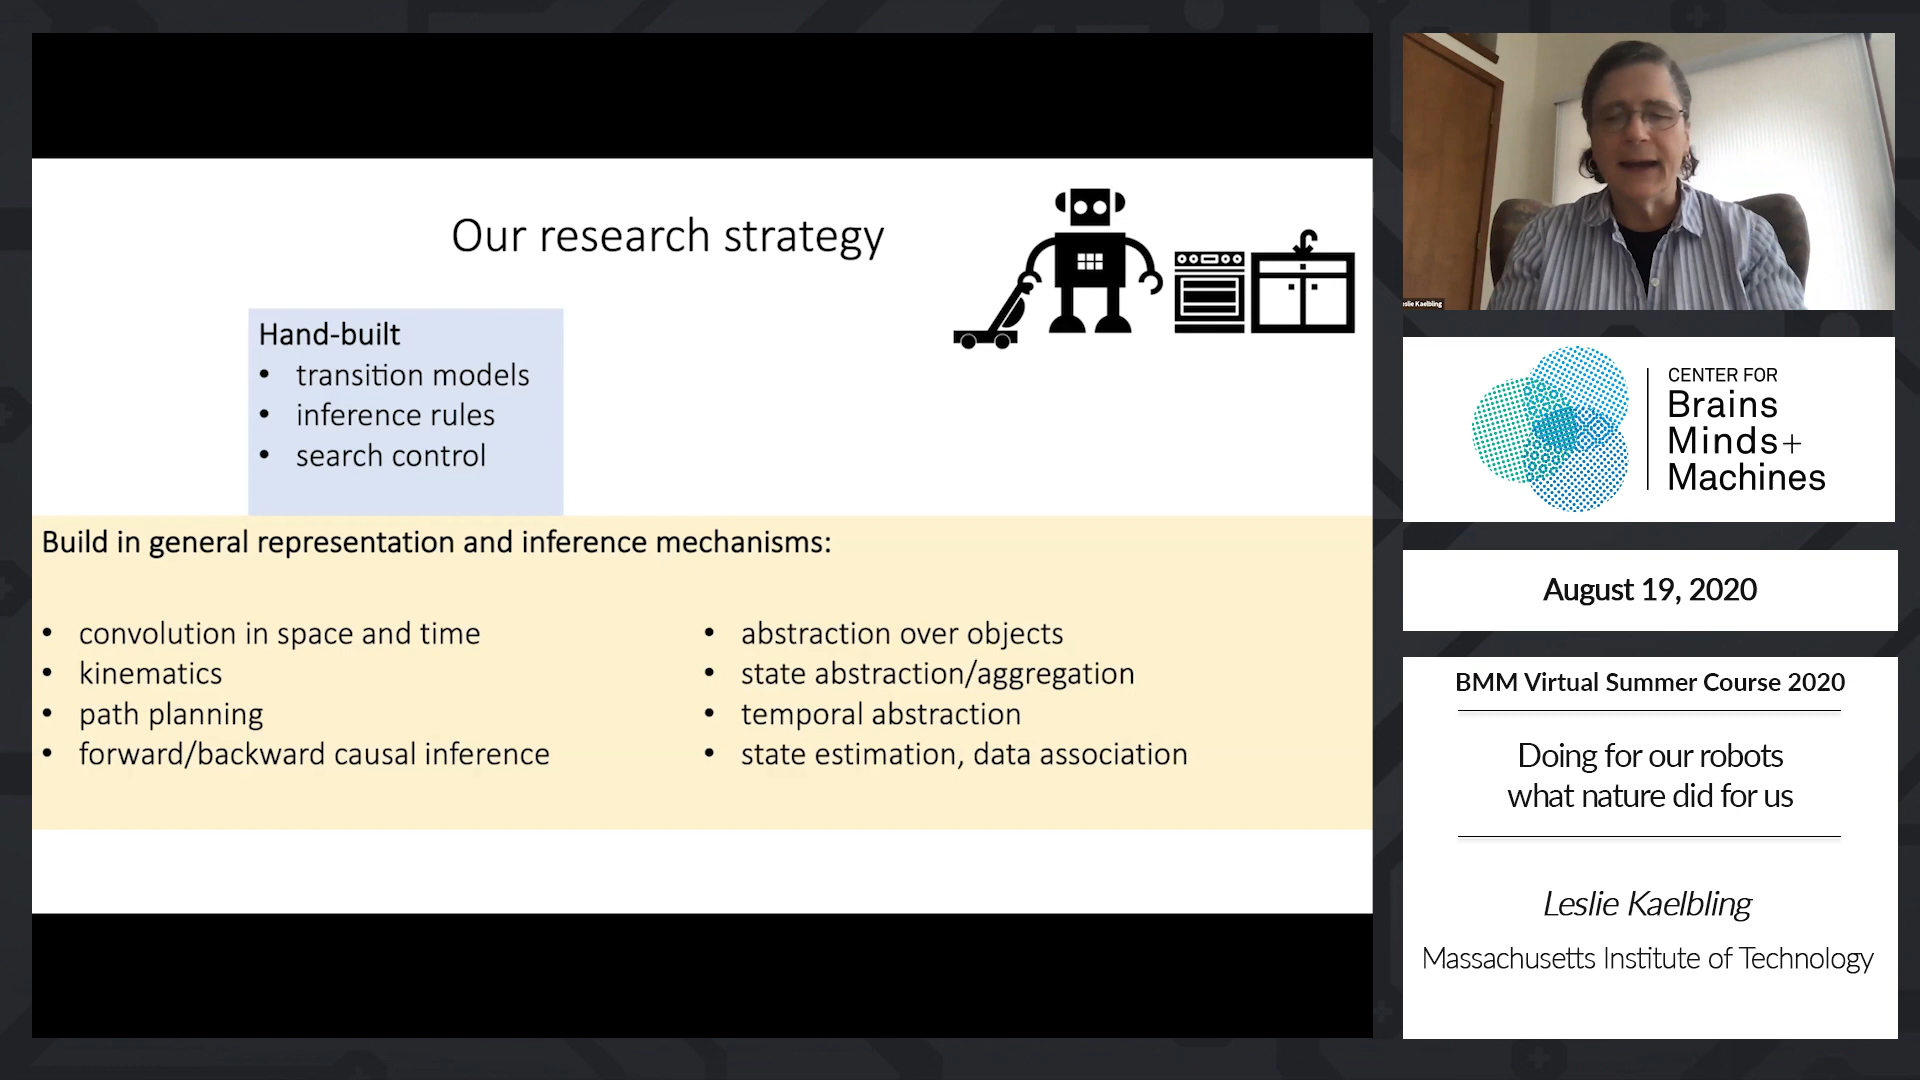 Our research strategy
Hand-built
• transition models
• inference rules
• search control
Build in general representation and inference mechanisms:
• convolution in space and time
• kinematics
• path planning
• forward/backward causal inference
• abstraction over objects
• state abstraction/aggregation
• temporal abstraction
• state estimation, data association
Leslie Kaelbling
CENTER FOR
Brains
Minds+
Machines
August 19, 2020
BMM Virtual Summer Course 2020
Doing for our robots
what nature did for us
Leslie Kaelbling
Massachusetts Institute of Technology